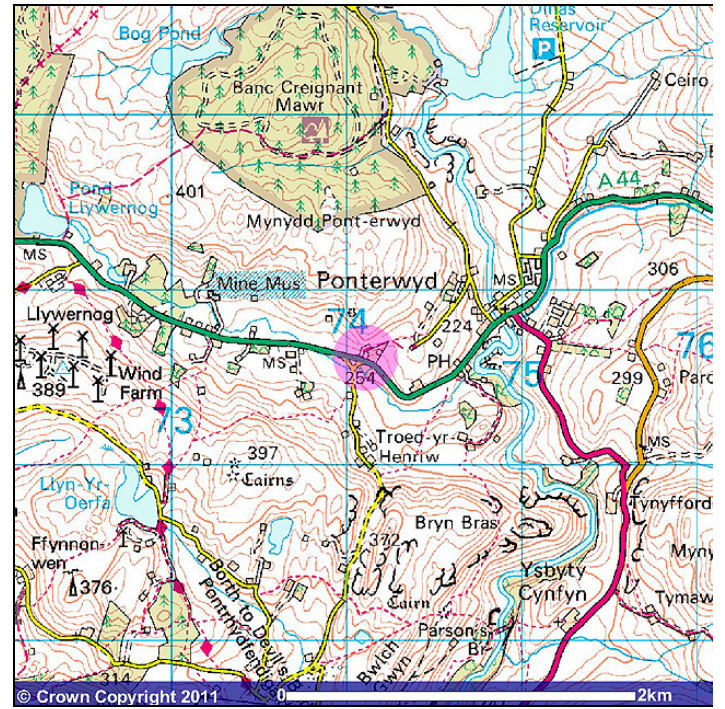 Dinas
Reservoir
P
Bog Pond
Banc Creignant
Mawr
Ceiro
A 44
401
Pond
Llywernog
Mynydd Pont-erwyd
MS
Mine Mus
Ponterwyd
MS
306
Llywernog
74
224
76
MS
PH
75
299
Parc
254
Wind
Farm
389
73
Troed-yr-
Henriw
MS
397
Cairns
Llyn-Yr-
Oerfa
Bryn Bras
Tynyfford
Ffynnon-
wen
372
Ysbyty
Cynfyn
Myny
376
Cairn
Tymaw
Borth to Devil's B
Pontrhydfendigaid
Parson's
Br
Bwlch
Gwyn
314
© Crown Copyright 2011
0
2km